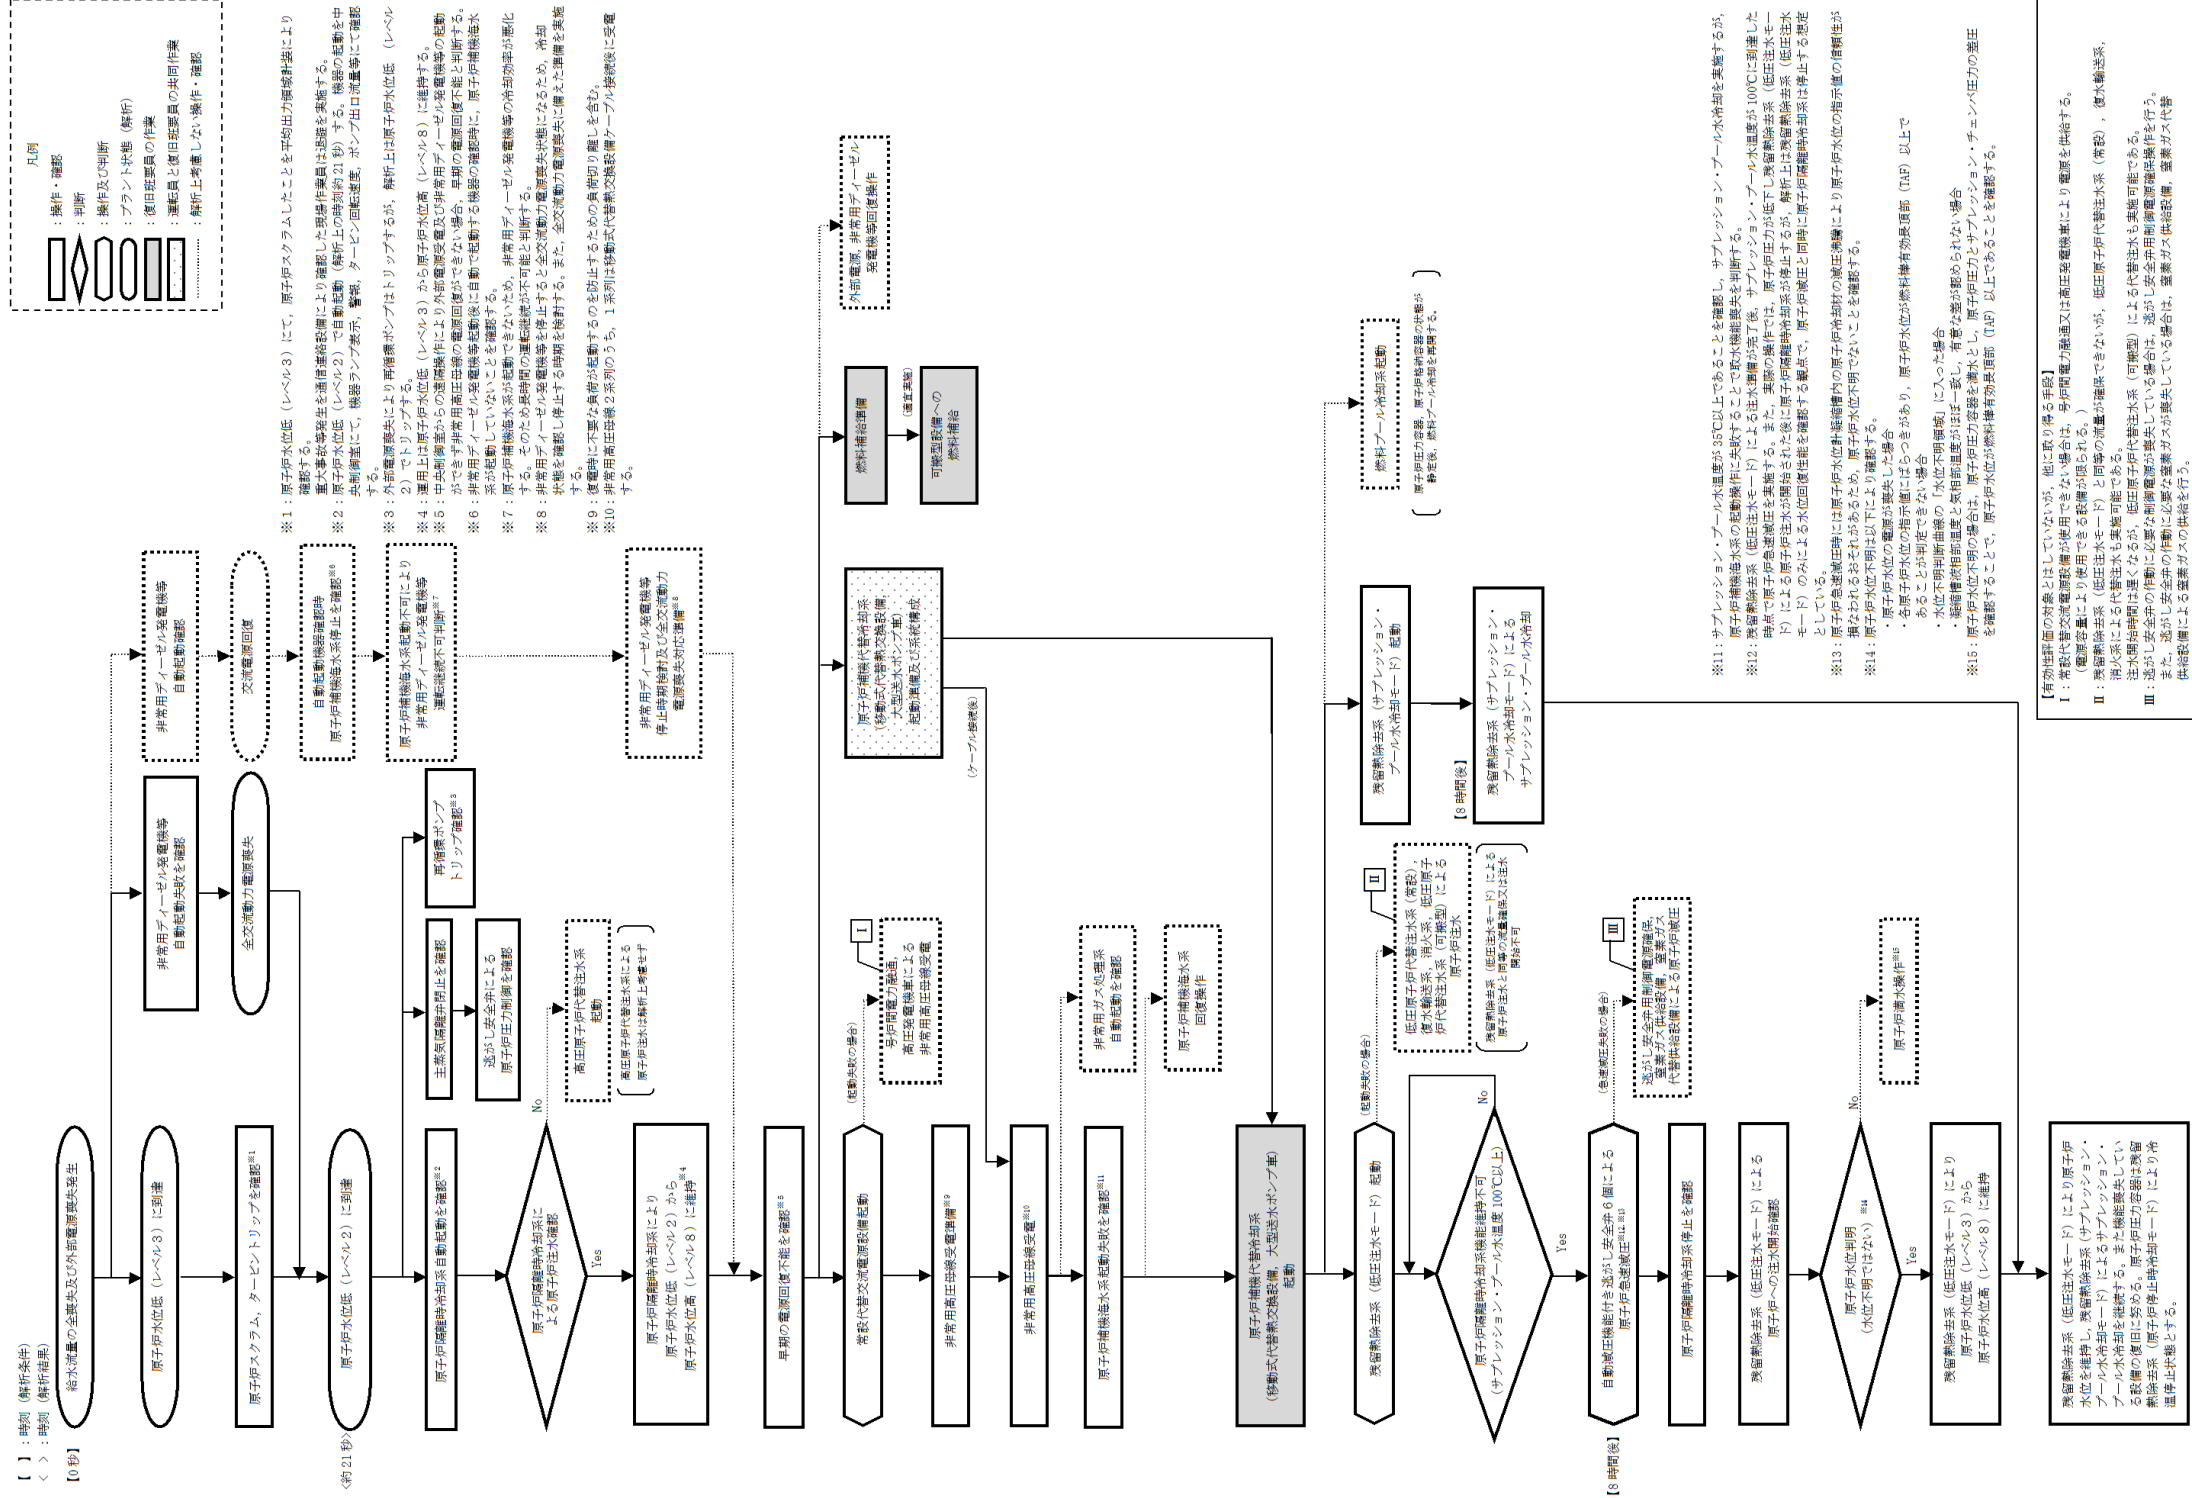 【 】：時刻（解析条件）
< >：時刻（解析結果）
【0秒】
給水流量の全喪失及び外部電源喪失発生
原子炉水位低（レベル3）に到達
原子炉スクラム，タービントリップを確認※1
<約21秒>
原子炉水位低（レベル2）に到達
原子炉隔離時冷却系自動起動を確認※2
原子炉隔離時冷却系に
よる原子炉注水確認
No
Yes
原子炉隔離時冷却系により
原子炉水位低（レベル2）から
原子炉水位高（レベル8）に維持※4
早期の電源回復不能を確認※5
常設代替交流電源設備起動
（起動失敗の場合）
非常用高圧母線受電準備※9
非常用高圧母線受電※10
原子炉補機海水系起動失敗を確認※11
原子炉補機代替冷却系
（移動式代替熱交換設備，大型送水ポンプ車）
起動
残留熱除去系（低圧注水モード）起動
（起動失敗の場合）
原子炉隔離時冷却系機能維持不可
（サプレッション・プール水温度100℃以上）
No
Yes
【8時間後】
自動減圧機能付き逃がし安全弁6個による
原子炉急速減圧※12,※13
（急速減圧失敗の場合）
原子炉隔離時冷却系停止を確認
残留熱除去系（低圧注水モード）による
原子炉への注水開始確認
原子炉水位判明
（水位不明ではない）※14
No
Yes
残留熱除去系（低圧注水モード）により
原子炉水位低（レベル3）から
原子炉水位高（レベル8）に維持
残留熱除去系（低圧注水モード）により原子炉
水位を維持し，残留熱除去系（サプレッション・
プール水冷却モード）によるサプレッション・
プール水冷却を継続する。また機能喪失してい
る設備の復旧に努める。原子炉圧力容器は残留
熱除去系（原子炉停止時冷却モード）により冷
温停止状態とする。
非常用ディーゼル発電機等
自動起動失敗を確認
全交流動力電源喪失
再循環ポンプ
トリップ確認※3
主蒸気隔離弁閉止を確認
逃がし安全弁による
原子炉圧力制御を確認
高圧原子炉代替注水系
起動
高圧原子炉代替注水系による
原子炉注水は解析上考慮せず
Ⅰ
号炉間電力融通，
高圧発電機車による
非常用高圧母線受電
非常用ガス処理系
自動起動を確認
原子炉補機海水系
回復操作
Ⅱ
低圧原子炉代替注水系（常設），
復水輸送系，消火系，低圧原子
炉代替注水系（可搬型）による
原子炉注水
残留熱除去系（低圧注水モード）による
原子炉注水と同等の流量確保又は注水
開始不可
Ⅲ
逃がし安全弁用制御電源確保，
窒素ガス供給設備，窒素ガス
代替供給設備による原子炉減圧
原子炉満水操作※15
非常用ディーゼル発電機等
自動起動確認
交流電源回復
自動起動機器確認時
原子炉補機海水系停止を確認※6
原子炉補機海水系起動不可により
非常用ディーゼル発電機等
運転継続不可判断※7
非常用ディーゼル発電機等
停止時期検討及び全交流動力
電源喪失対応準備※8
原子炉補機代替冷却系
（移動式代替熱交換設備，
大型送水ポンプ車）
起動準備及び系統構成
（ケーブル接続後）
燃料補給準備
（適宜実施）
可搬型設備への
燃料補給
外部電源，非常用ディーゼル
発電機等回復操作
残留熱除去系（サプレッション・
プール水冷却モード）起動
【8時間後】
残留熱除去系（サプレッション・
プール水冷却モード）による
サプレッション・プール水冷却
燃料プール冷却系起動
原子炉圧力容器，原子炉格納容器の状態が
静定後，燃料プール冷却を再開する。
凡例
：操作・確認
：判断
：操作及び判断
：プラント状態（解析）
：復旧班要員の作業
：運転員と復旧班要員の共同作業
：解析上考慮しない操作・確認
※1：原子炉水位低（レベル3）にて，原子炉スクラムしたことを平均出力領域計装により
確認する。
重大事故等発生を通信連絡設備により確認した現場作業員は退避を実施する。
※2：原子炉水位低（レベル2）で自動起動（解析上の時刻約21秒）する。機器の起動を中
央制御室にて，機器ランプ表示，警報，タービン回転速度，ポンプ出口流量等にて確認
する。
※3：外部電源喪失により再循環ポンプはトリップするが，解析上は原子炉水位低（レベル
2）でトリップする。
※4：運用上は原子炉水位低（レベル3）から原子炉水位高（レベル8）に維持する。
※5：中央制御室からの遠隔操作により外部電源受電及び非常用ディーゼル発電機等の起動
ができず非常用高圧母線の電源回復ができない場合，早期の電源回復不能と判断する。
※6：非常用ディーゼル発電機等起動後に自動で起動する機器の確認時に，原子炉補機海水
系が起動していないことを確認する。
※7：原子炉補機海水系が起動できないため，非常用ディーゼル発電機等の冷却効率が悪化
する。そのため長時間の運転継続が不可能と判断する。
※8：非常用ディーゼル発電機等を停止すると全交流動力電源喪失状態になるため，冷却
状態を確認し停止する時期を検討する。また，全交流動力電源喪失に備えた準備を実施
する。
※9：復電時に不要な負荷が起動するのを防止するための負荷切り離しを含む。
※10：非常用高圧母線2系列のうち，1系列は移動式代替熱交換設備ケーブル接続後に受電
する。
※11：サプレッション・プール水温度が35℃以上であることを確認し，サプレッション・プール水冷却を実施するが，
原子炉補機海水系の起動操作に失敗することで取水機能喪失を判断する。
※12：残留熱除去系（低圧注水モード）による注水準備が完了後，サプレッション・プール水温度が100℃に到達した
時点で原子炉急速減圧を実施する。また，実際の操作では，原子炉圧力が低下し残留熱除去系（低圧注水モー
ド）による原子炉注水が開始された後に原子炉隔離時冷却系が停止するが，解析上は残留熱除去系（低圧注水
モード）のみによる水位回復性能を確認する観点で，原子炉減圧と同時に原子炉隔離時冷却系は停止する想定
としている。
※13：原子炉急速減圧時には原子炉水位計凝縮槽内の原子炉冷却材の減圧沸騰により原子炉水位の指示値の信頼性が
損なわれるおそれがあるため，原子炉水位不明でないことを確認する。
※14：原子炉水位不明は以下により確認する。
・原子炉水位の電源が喪失した場合
・各原子炉水位の指示値にばらつきがあり，原子炉水位が燃料棒有効長頂部（TAF）以上で
あることが判定できない場合
・水位不明判断曲線の「水位不明領域」に入った場合
・凝縮槽液相部温度と気相部温度がほぼ一致し，有意な差が認められない場合
※15：原子炉水位不明の場合は，原子炉圧力容器を満水とし，原子炉圧力とサプレッション・チェンバ圧力の差圧
を確認することで，原子炉水位が燃料棒有効長頂部（TAF）以上であることを確認する。
【有効性評価の対象とはしていないが，他に取り得る手段】
Ⅰ：常設代替交流電源設備が使用できない場合は，号炉間電力融通又は高圧発電機車により電源を供給する。
（電源容量により使用できる設備が限られる。）
Ⅱ：残留熱除去系（低圧注水モード）と同等の流量が確保できないが，低圧原子炉代替注水系（常設），復水輸送系，
消火系による代替注水も実施可能である。
注水開始時間は遅くなるが，低圧原子炉代替注水系（可搬型）による代替注水も実施可能である。
Ⅲ：逃がし安全弁の作動に必要な制御電源が喪失している場合は，逃がし安全弁用制御電源確保操作を行う。
また，逃がし安全弁の作動に必要な窒素ガスが喪失している場合は，窒素ガス供給設備，窒素ガス代替
供給設備による窒素ガスの供給を行う。